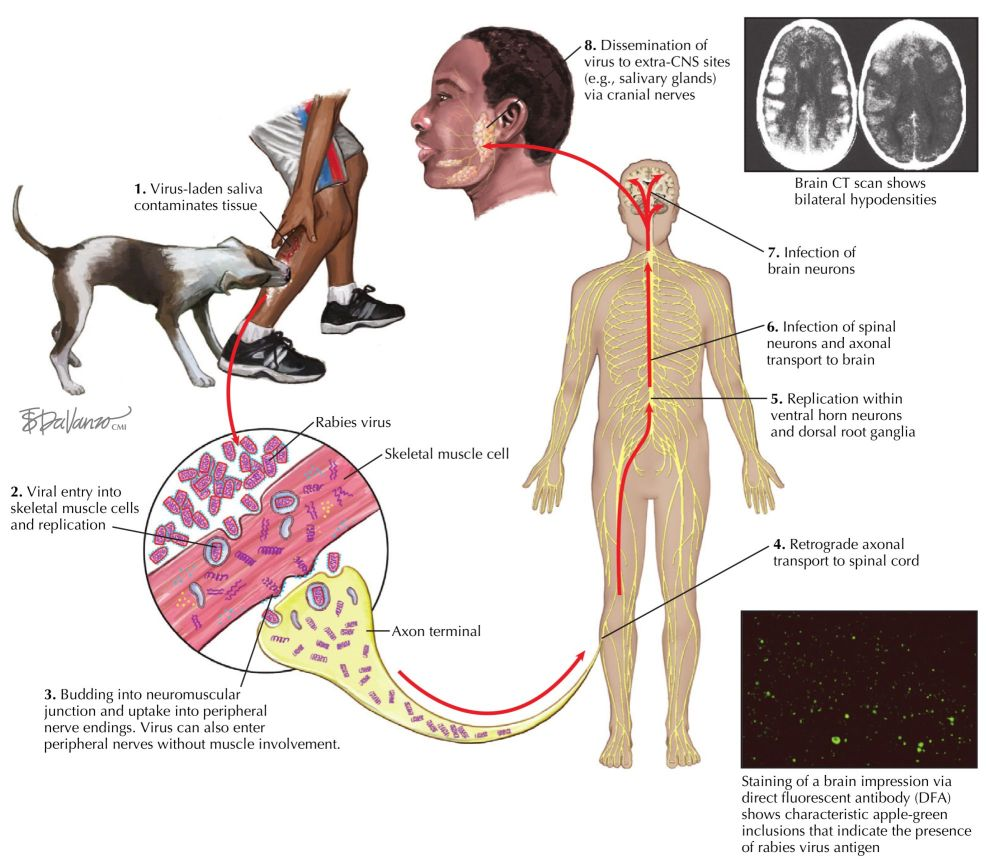 8. Dissemination of
virus to extra-CNS sites
(e.g., salivary glands)
via cranial nerves
Brain CT scan shows
bilateral hypodensities
1. Virus-laden saliva
contaminates tissue
7. Infection of
brain neurons
6. Infection of spinal
neurons and axonal
transport to brain
5. Replication within
ventral horn neurons
and dorsal root ganglia
DaVanzo CMI
Rabies virus
Skeletal muscle cell
2. Viral entry into
skeletal muscle cells
and replication
4. Retrograde axonal
transport to spinal cord
Axon terminal
3. Budding into neuromuscular
junction and uptake into peripheral
nerve endings. Virus can also enter
peripheral nerves without muscle involvement.
Staining of a brain impression via
direct fluorescent antibody (DFA)
shows characteristic apple-green
inclusions that indicate the presence
of rabies virus antigen